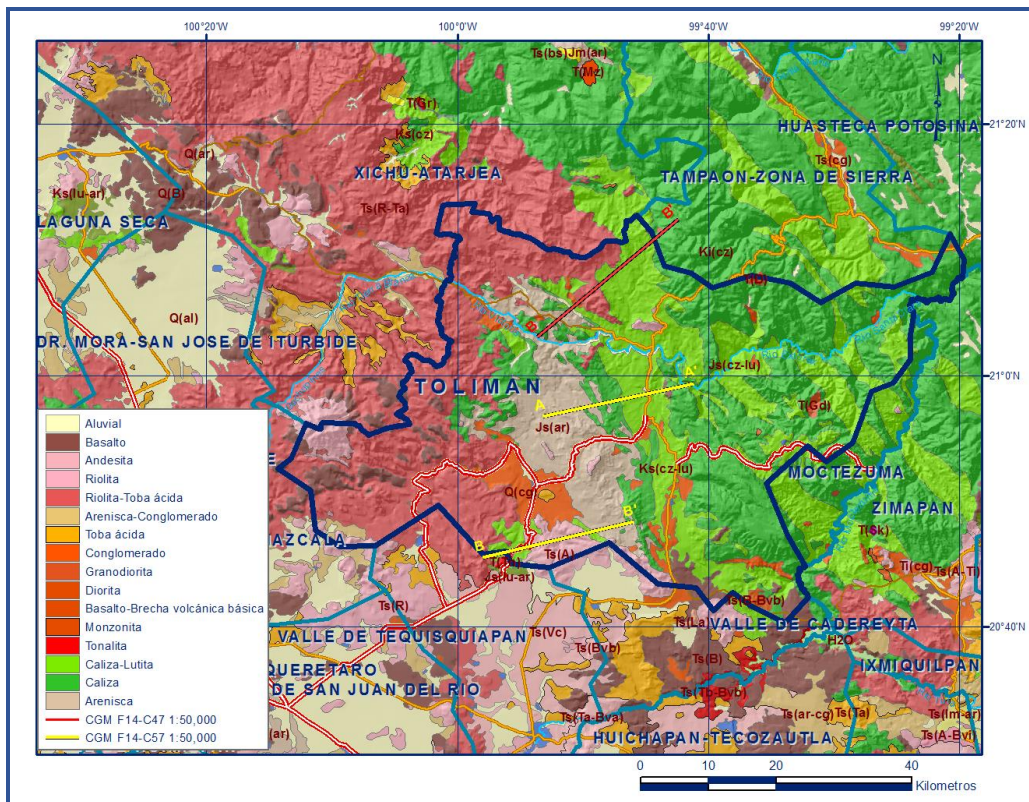 100°20'W
100°0'W
99°40'W
99°20'W
Ts(bs)
Jm(ar)
T(Mz)
N
T(Gr)
21°20'N
Ks(cz)
HUASTECA POTOSINA
Q(ar)
Ts(cg)
XICHU-ATARJEA
TAMPAON-ZONA DE SIERRA
Ks(lu-ar)
Q(B)
Ts(R-Ta)
LAGUNA SECA
B'
Ki(cz)
Q(al)
B
DR. MORA-SAN JOSE DE ITURBIDE
Js(cz-lu)
21°0'N
TOLIMAN
A'
A
T(Gd)
Js(ar)
Aluvial
Basalto
Andesita
Riolita
Riolita-Toba ácida
Arenisca-Conglomerado
Toba ácida
Conglomerado
Granodiorita
Diorita
Basalto-Brecha volcánica básica
Monzonita
Tonalita
Caliza-Lutita
Caliza
Arenisca
CGM F14-C47 1:50,000
CGM F14-C57 1:50,000
Ks(cz-lu)
MOCTEZUMA
Q(cg)
ZIMAPAN
B'
T(Sk)
AZCALA
B
Ts(A)
Ti(cg)
Ts(A-Ti)
Js(lu-ar)
Ts(R)
Ts(B-Bvb)
20°40'N
VALLE DE TEQUISQUIAPAN
Ts(Vc)
Ts(La)
VALLE DE CADEREYTA
H2O
Ts(Bvb)
QUERETARO
Ts(B)
IXMIQUILPAN
DE SAN JUAN DEL RIO
Ts(Tb-Bvb)
Ts(Ta-Bva)
Ts(ar-cg)
Ts(Ta)
Ts(lm-ar)
(ar)
HUICHAPAN-TECOZAUTLA
Ts(A-Bvi)
0 10 20 40
Kilometros